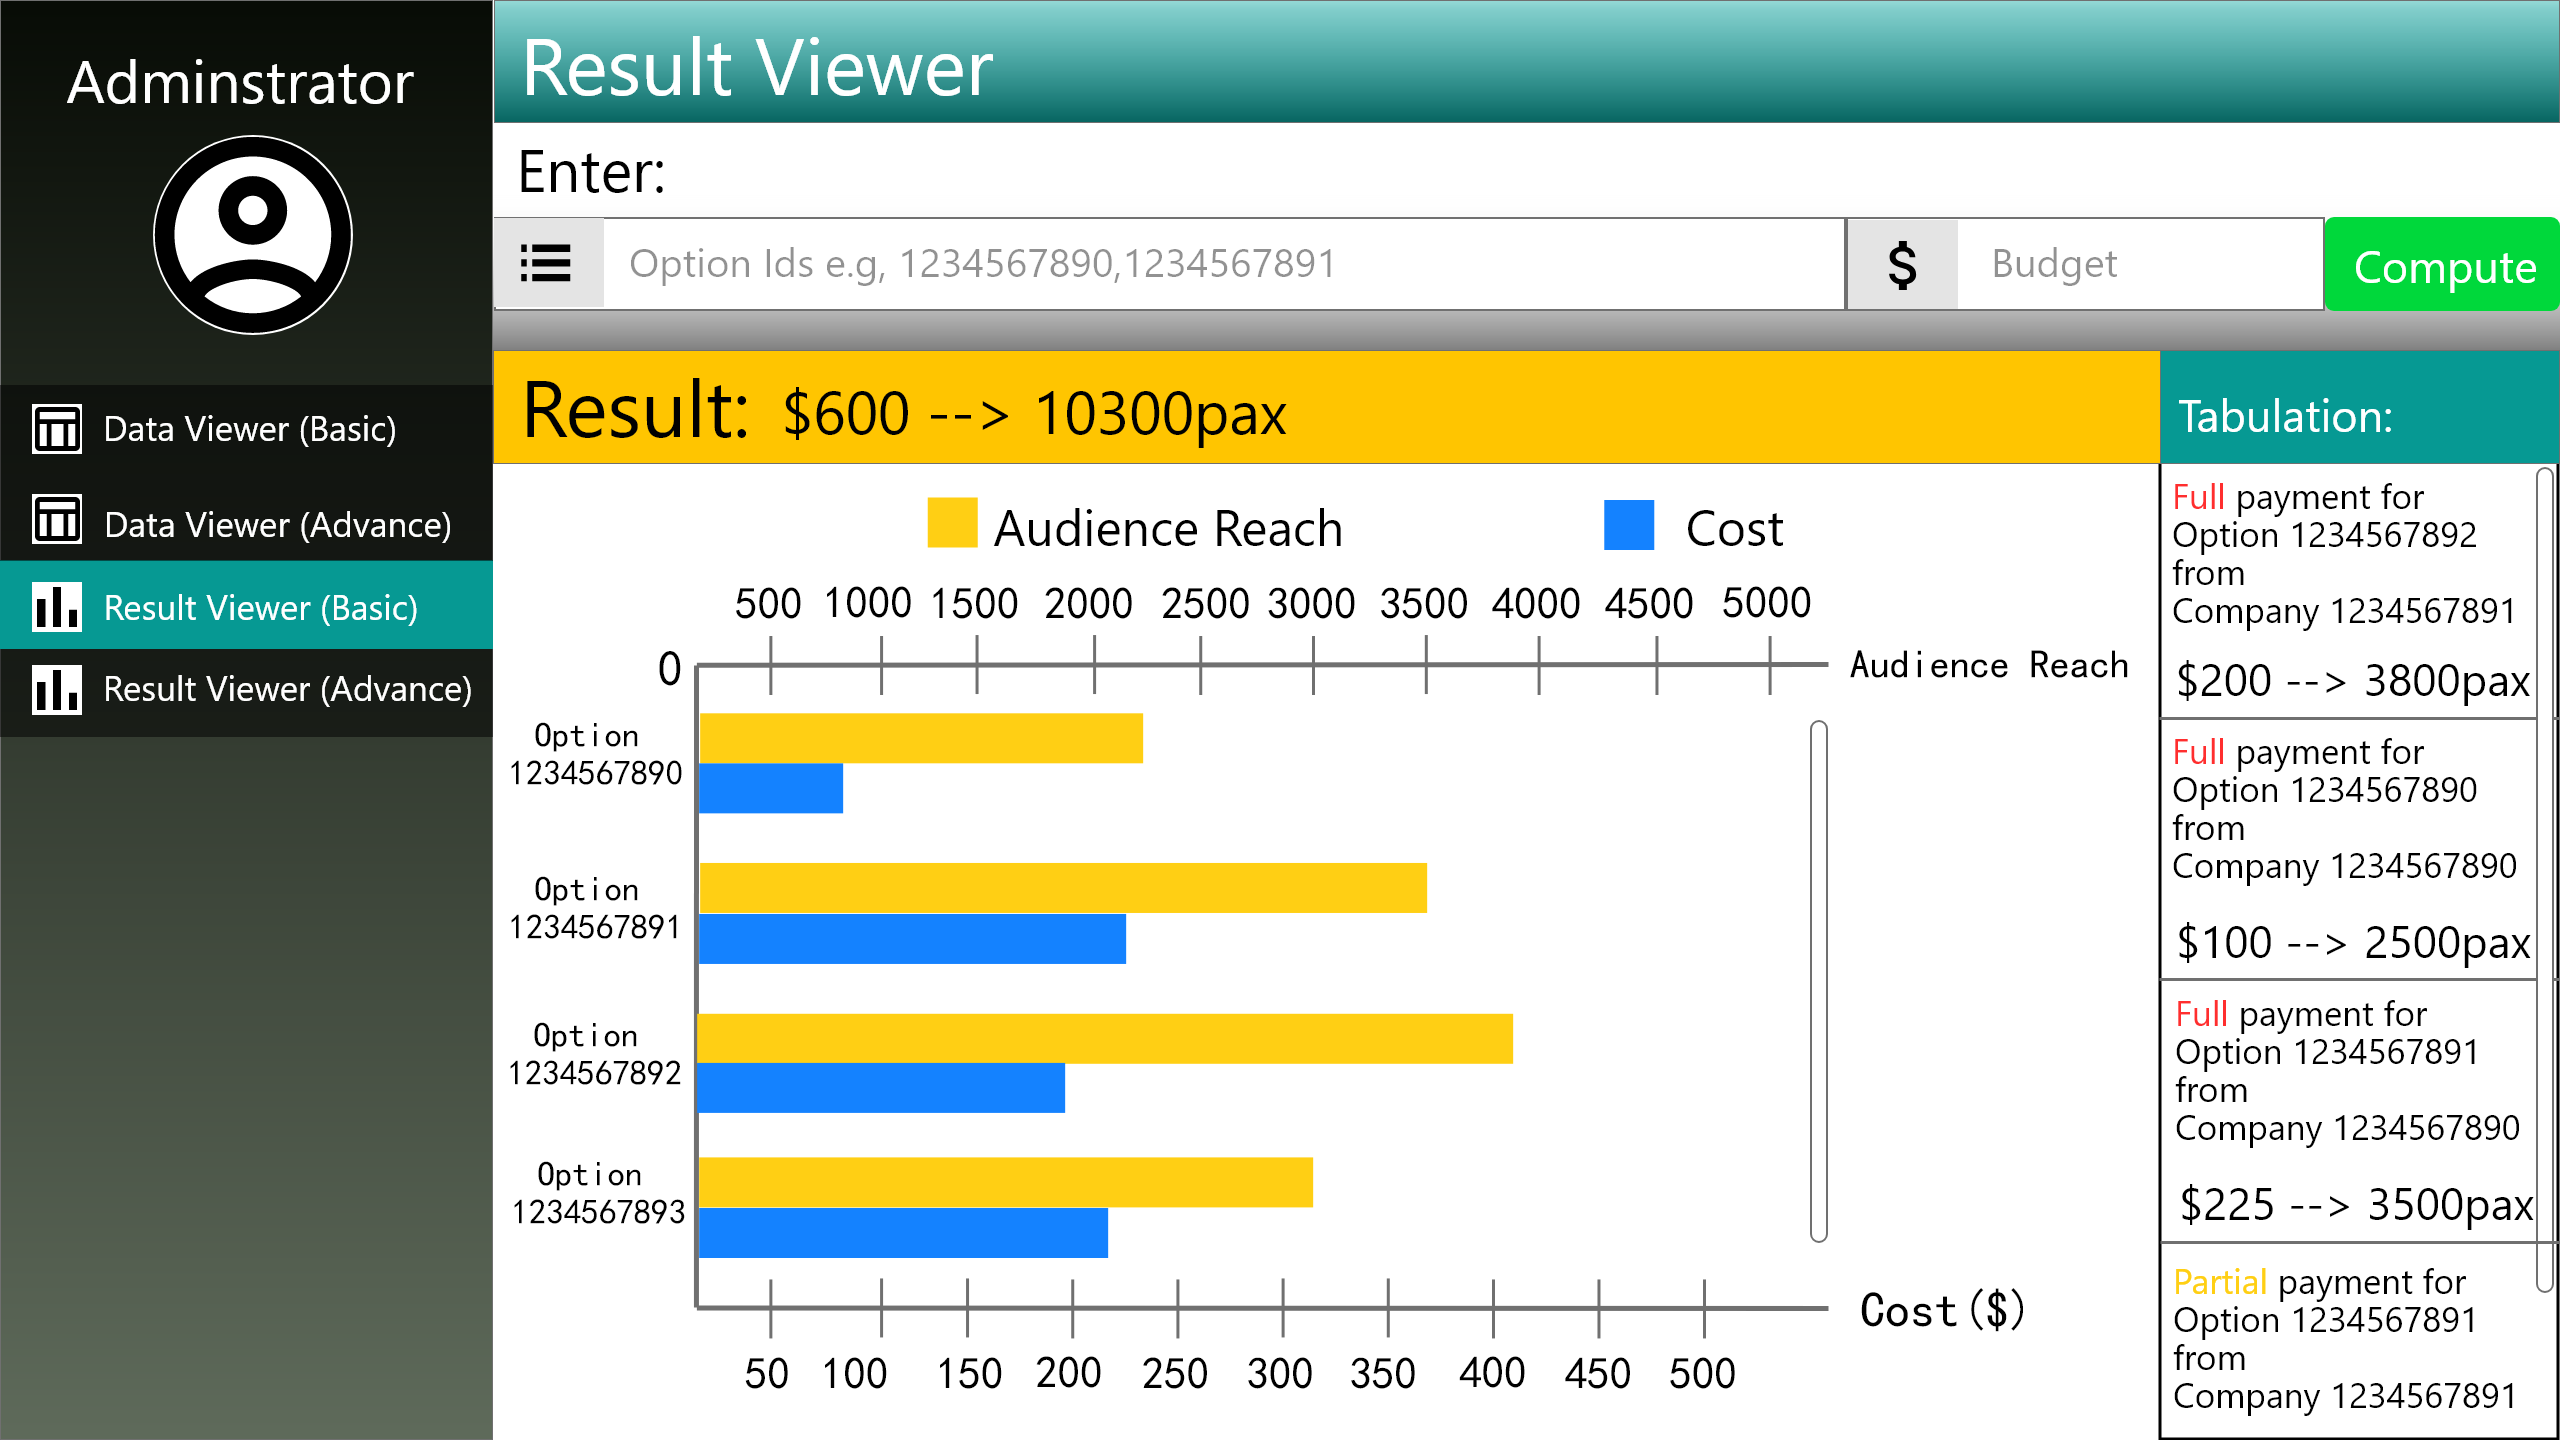 Adminstrator
Data Viewer (Basic)
Data Viewer (Advance)
Result Viewer (Basic)
Result Viewer (Advance)
Result Viewer
Enter:
Option Ids e.g, 1234567890,1234567891
$ Budget
Compute
Result: $600 --> 10300pax
Audience Reach Cost
500 1000 1500 2000 2500 3000 3500 4000 4500 5000
0
Audience Reach
Option
1234567890
Option
1234567891
Option
1234567892
Option
1234567893
Cost($)
50 100 150 200 250 300 350 400 450 500
Tabulation:
Full payment for
Option 1234567892
from
Company 1234567891
$200 --> 3800pax
Full payment for
Option 1234567890
from
Company 1234567890
$100 --> 2500pax
Full payment for
Option 1234567891
from
Company 1234567890
$225 --> 3500pax
Partial payment for
Option 1234567891
from
Company 1234567891